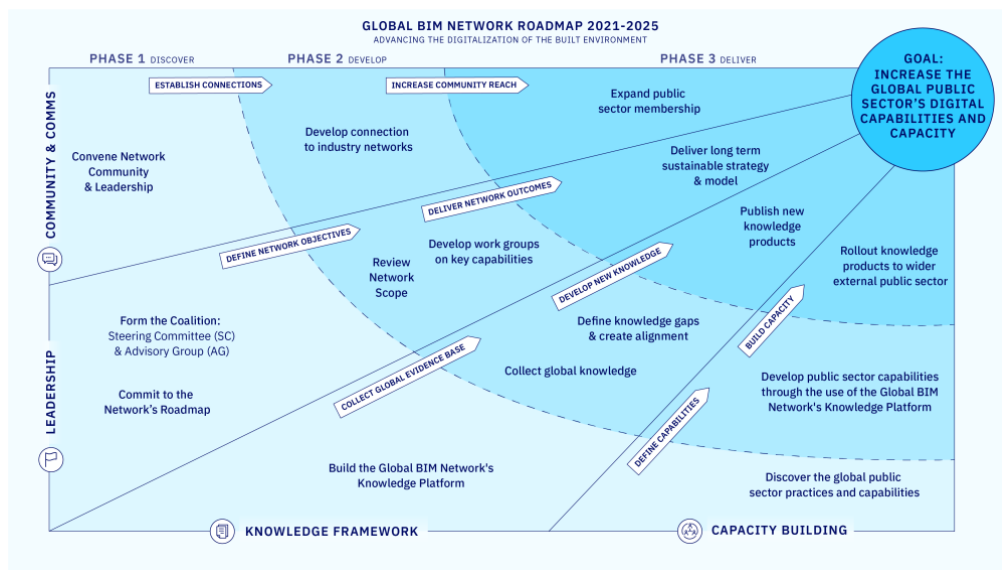 GLOBAL BIM NETWORK ROADMAP 2021-2025
ADVANCING THE DIGITALIZATION OF THE BUILT ENVIRONMENT
PHASE 1 DISCOVER
PHASE 2 DEVELOP
PHASE 3 DELIVER
GOAL:
INCREASE THE
GLOBAL PUBLIC
SECTOR'S DIGITAL
CAPABILITIES AND
CAPACITY
COMMUNITY & COMMS
ESTABLISH CONNECTIONS
INCREASE COMMUNITY REACH
Convene Network
Community
& Leadership
Develop connection
to industry networks
Expand public
sector membership
LEADERSHIP
DEFINE NETWORK OBJECTIVES
DELIVER NETWORK OUTCOMES
Form the Coalition:
Steering Committee (SC)
& Advisory Group (AG)
Commit to the
Network's Roadmap
Review
Network
Scope
Develop work groups
on key capabilities
Deliver long term
sustainable strategy
& model
KNOWLEDGE FRAMEWORK
COLLECT GLOBAL EVIDENCE BASE
DEVELOP NEW KNOWLEDGE
Build the Global BIM Network's
Knowledge Platform
Collect global knowledge
Define knowledge gaps
& create alignment
Publish new
knowledge
products
CAPACITY BUILDING
DEFINE CAPABILITIES
BUILD CAPACITY
Discover the global public
sector practices and capabilities
Develop public sector capabilities
through the use of the Global BIM
Network's Knowledge Platform
Rollout knowledge
products to wider
external public sector